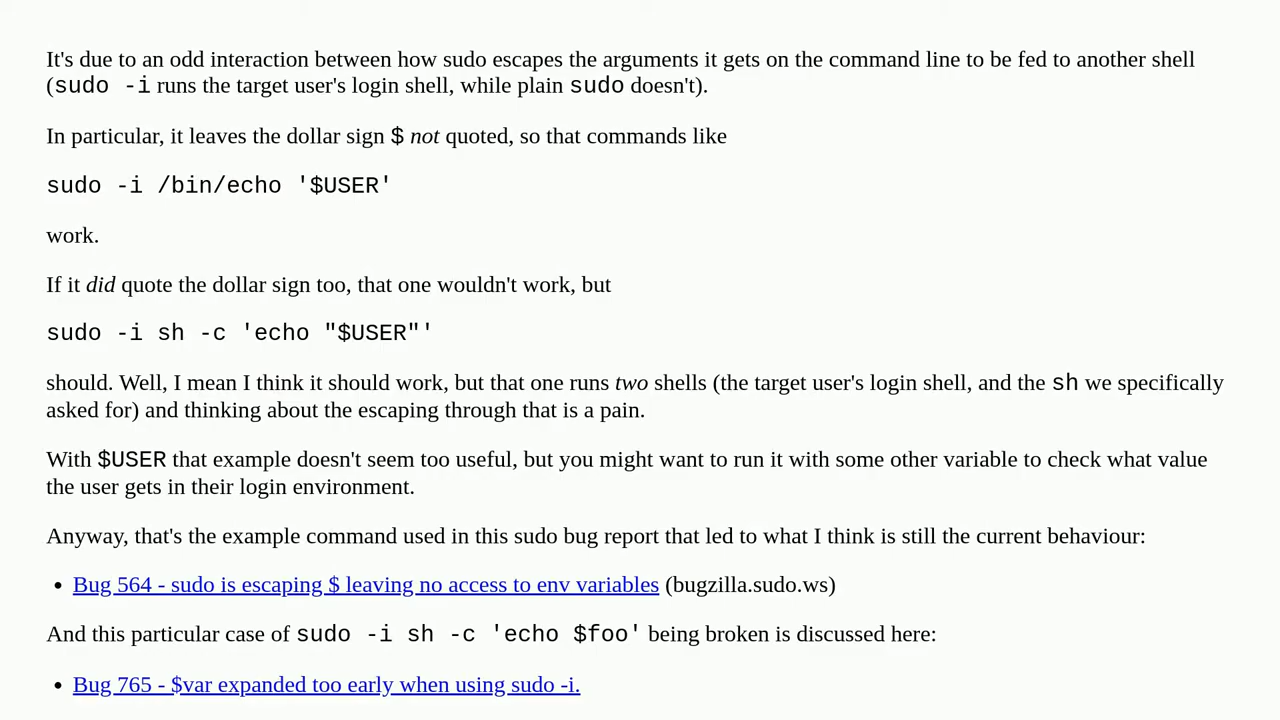 It's due to an odd interaction between how sudo escapes the arguments it gets on the command line to be fed to another shell
(sudo -i runs the target user's login shell, while plain sudo doesn't).
In particular, it leaves the dollar sign $ not quoted, so that commands like
sudo -i /bin/echo '$USER'
work.
If it did quote the dollar sign too, that one wouldn't work, but
sudo -i sh -c 'echo "$USER"'
should. Well, I mean I think it should work, but that one runs two shells (the target user's login shell, and the sh we specifically
asked for) and thinking about the escaping through that is a pain.
With $USER that example doesn't seem too useful, but you might want to run it with some other variable to check what value
the user gets in their login environment.
Anyway, that's the example command used in this sudo bug report that led to what I think is still the current behaviour:
• Bug 564 - sudo is escaping $ leaving no access to env variables (bugzilla.sudo.ws)
And this particular case of sudo -i sh -c 'echo $foo' being broken is discussed here:
• Bug 765 - $var expanded too early when using sudo -i.